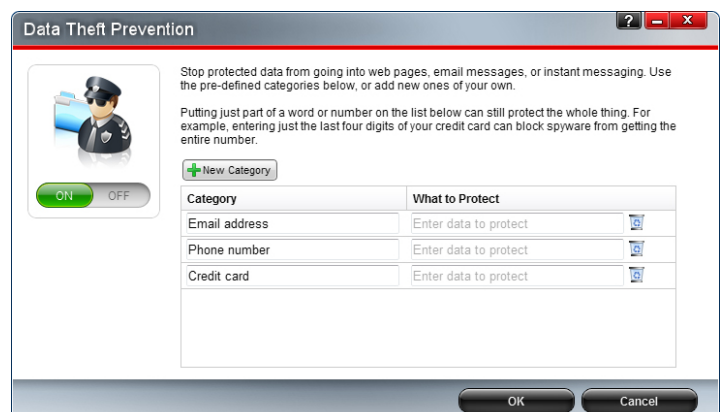 Data Theft Prevention
? X
Stop protected data from going into web pages, email messages, or instant messaging. Use
the pre-defined categories below, or add new ones of your own.
Putting just part of a word or number on the list below can still protect the whole thing. For
example, entering just the last four digits of your credit card can block spyware from getting the
entire number.
New Category
ON OFF
Category What to Protect
Email address Enter data to protect
Phone number Enter data to protect
Credit card Enter data to protect
OK Cancel